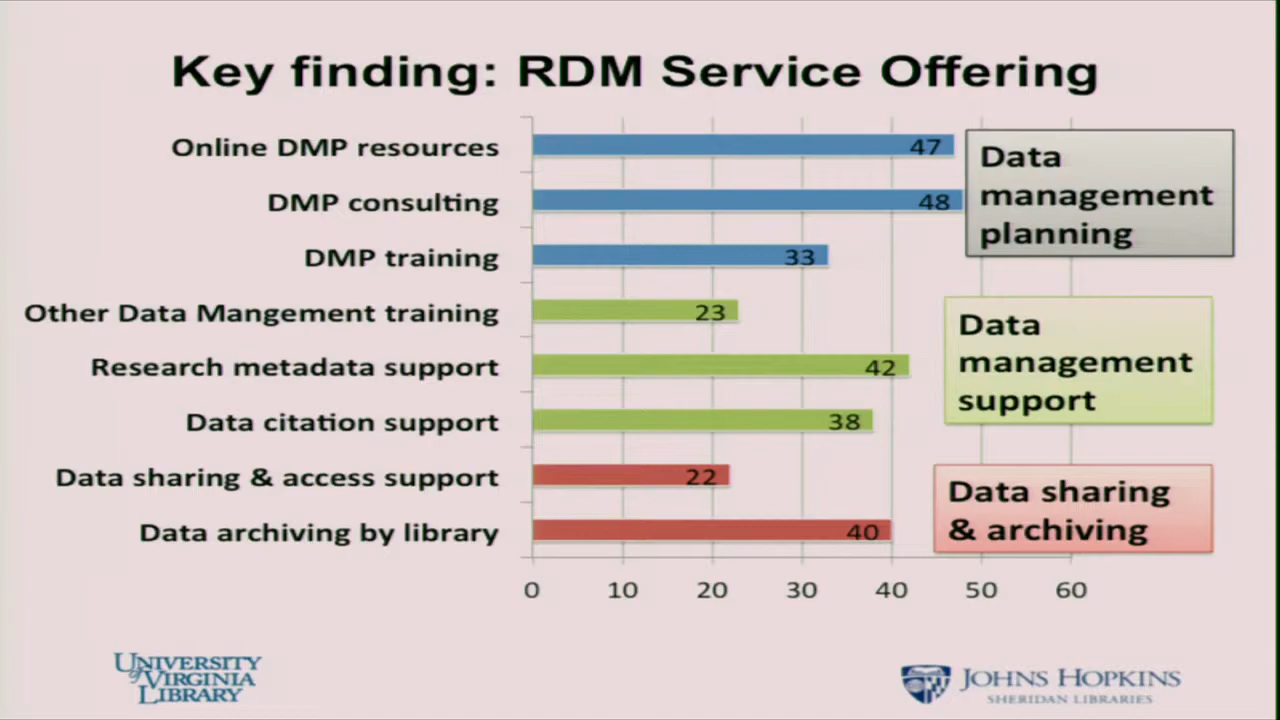 Key finding: RDM Service Offering
Online DMP resources
47
DMP consulting
48
DMP training
33
Other Data Mangement training
23
Research metadata support
42
Data citation support
38
Data sharing & access support
22
Data archiving by library
40
Data
management
planning
Data
management
support
Data sharing
& archiving
0 10 20 30 40 50 60
UNIVERSITY
of VIRGINIA
LIBRARY
JOHNS HOPKINS
SHERIDAN LIBRARIES